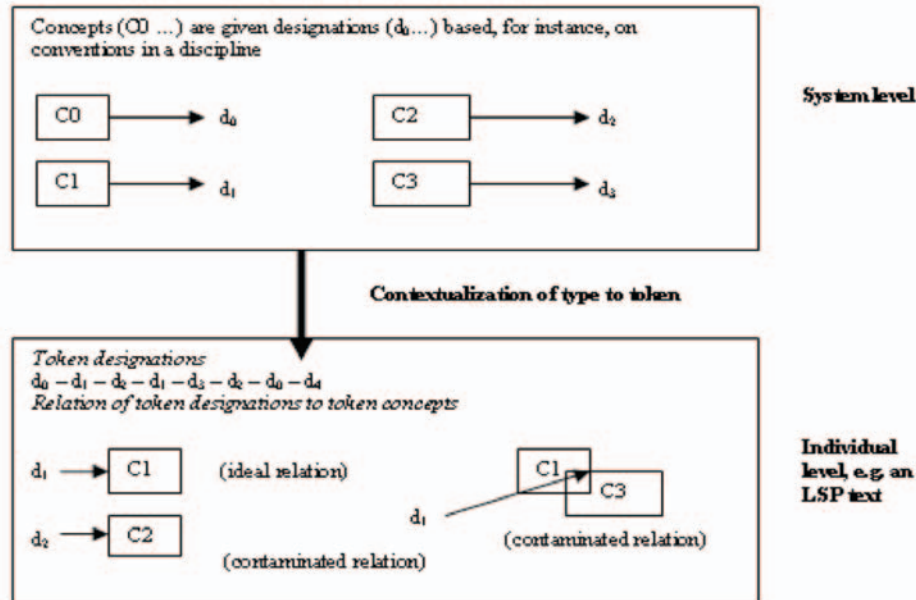 Concepts (C0 ...) are given designations (d₀...) based, for instance, on
conventions in a discipline
C0 d₀ C2 d₂
System level
C1 d₁ C3 d₃
Contextualization of type to token
Token designations
d₀ – d₁ – d₂ – d₁ – d₃ – d₂ – d₀ – d₄
Relation of token designations to token concepts
d₁ C1 (ideal relation)
C1
C3
Individual
level, e.g. an
LSP text
d₁
d₂ C2
(contaminated relation)
(contaminated relation)